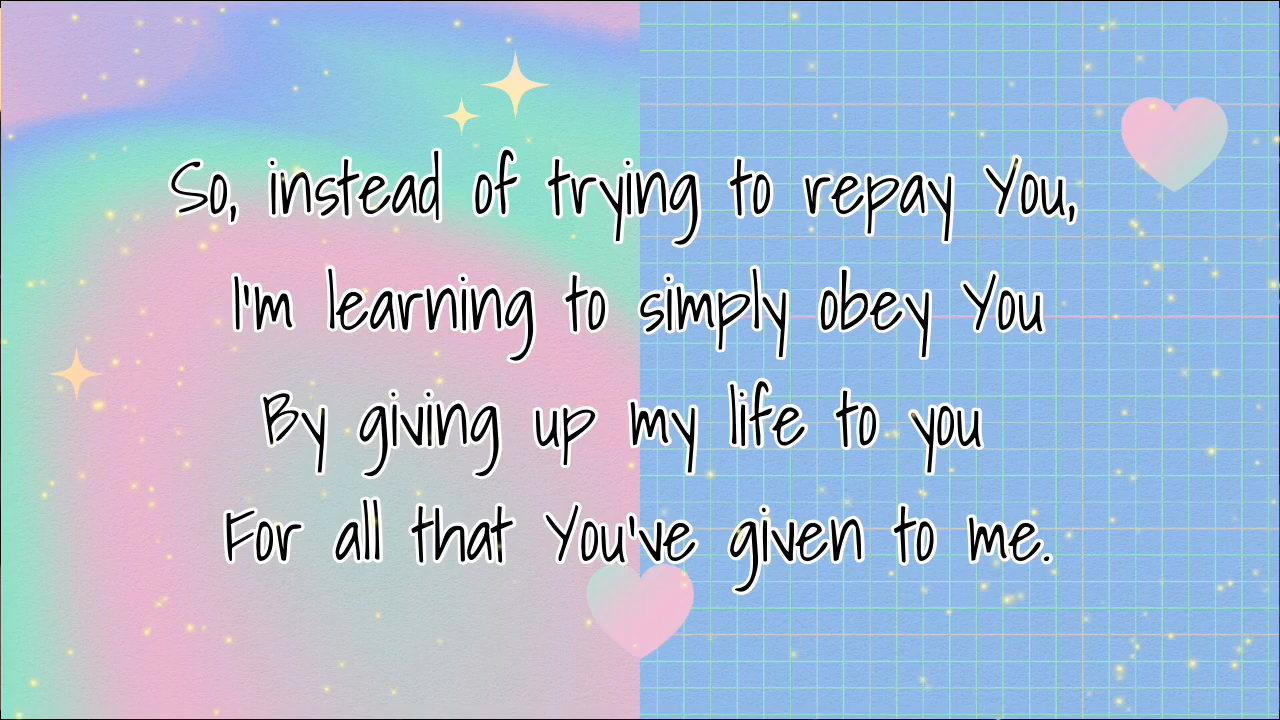 So, instead of trying to repay You,
I'm learning to simply obey You
By giving up my life to you
For all that You've given to me.